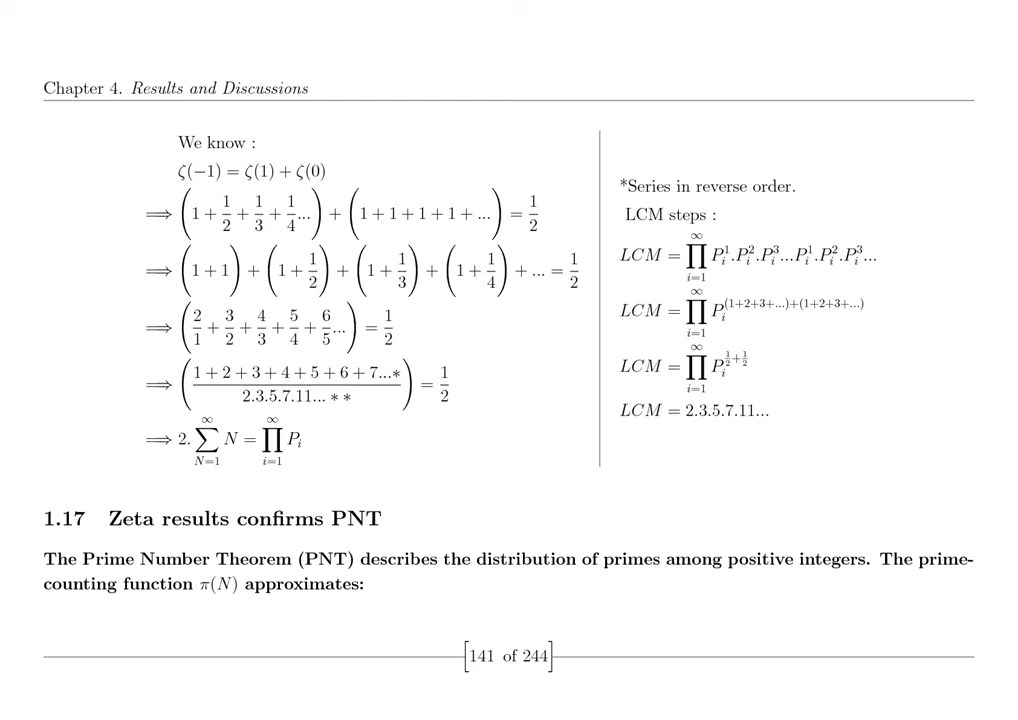 Chapter 4. Results and Discussions
We know :
ζ(−1) = ζ(1) + ζ(0)
⟹ (1 + 1/2 + 1/3 + 1/4...) + (1 + 1 + 1 + 1 + ...) = 1/2
⟹ (1 + 1) + (1 + 1/2) + (1 + 1/3) + (1 + 1/4) + ... = 1/2
⟹ (2/1 + 3/2 + 4/3 + 5/4 + 6/5...) = 1/2
⟹ (1 + 2 + 3 + 4 + 5 + 6 + 7...∗ / 2.3.5.7.11... ∗ ∗) = 1/2
⟹ 2. ∑_{N=1}^{∞} N = ∏_{i=1}^{∞} P_i
*Series in reverse order.
LCM steps :
LCM = ∏_{i=1}^{∞} P_i^1.P_i^2.P_i^3...P_i^1.P_i^2.P_i^3...
LCM = ∏_{i=1}^{∞} P_i^{(1+2+3+...)+(1+2+3+...)}
LCM = ∏_{i=1}^{∞} P_i^{1/2+1/2}
LCM = 2.3.5.7.11...
1.17 Zeta results confirms PNT
The Prime Number Theorem (PNT) describes the distribution of primes among positive integers. The prime-
counting function π(N) approximates:
[141 of 244]